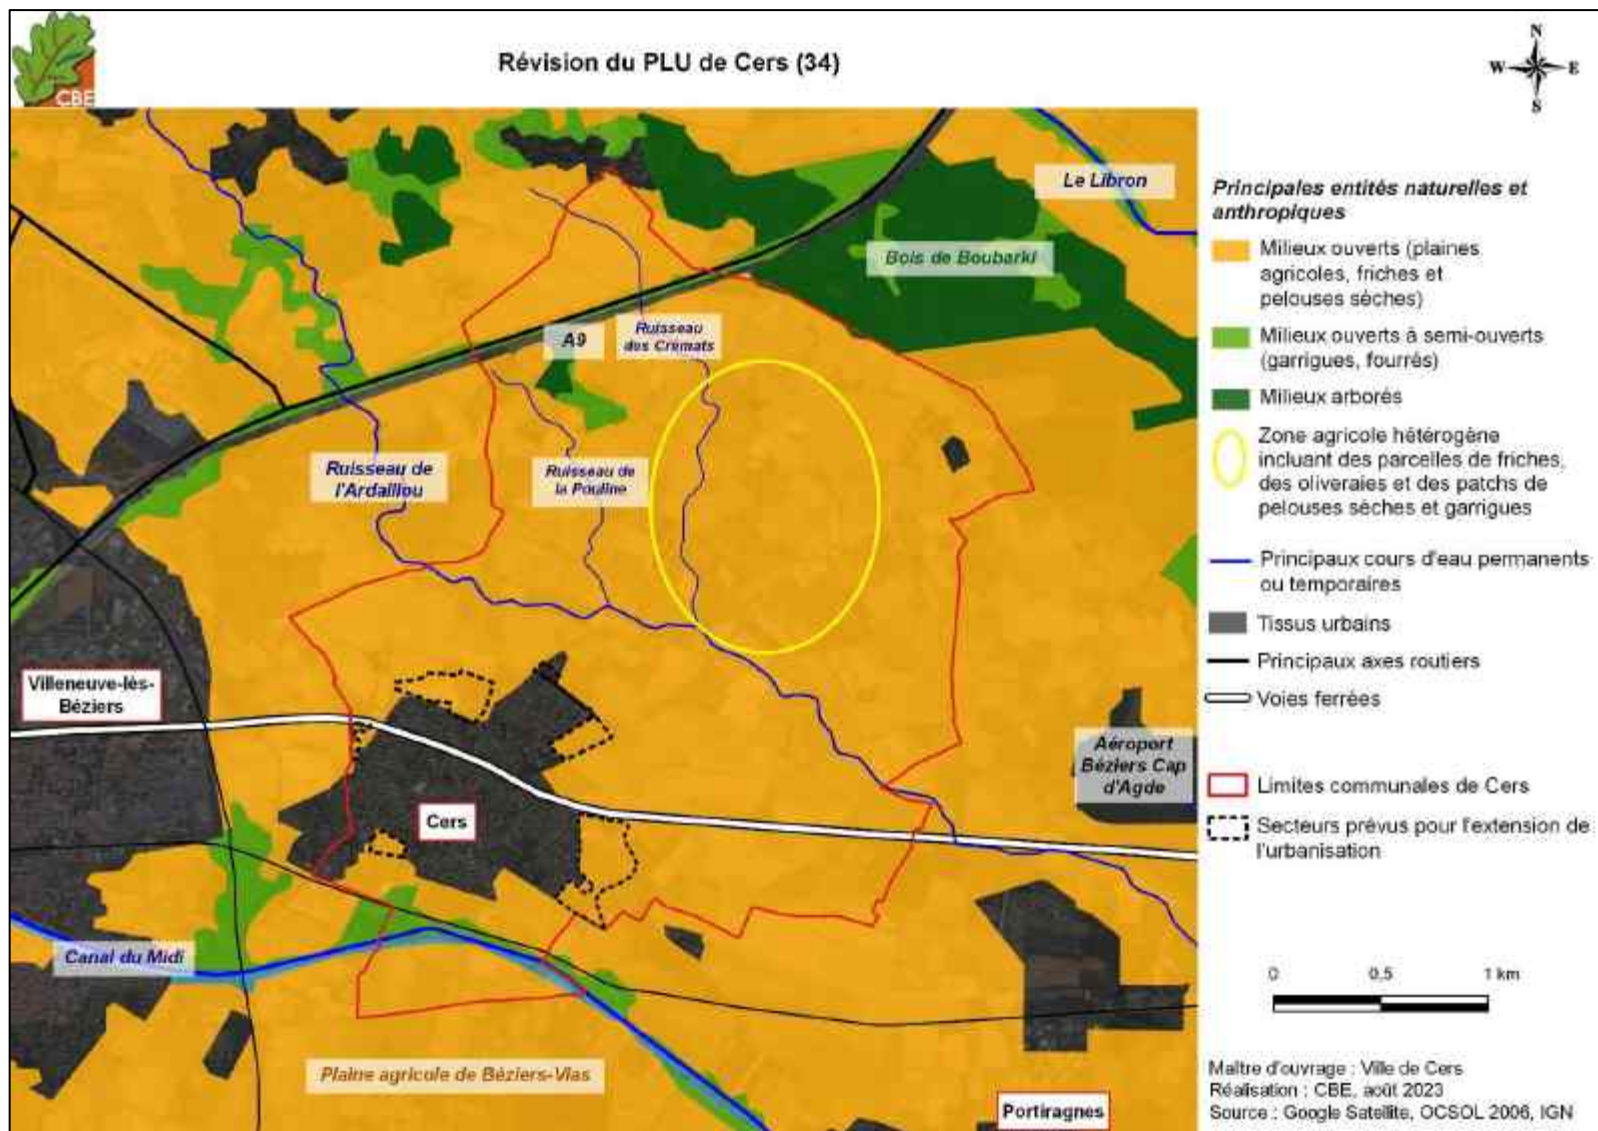 CBE
Révision du PLU de Cers (34)
N
W
E
S
Le Libron
Bois de Boubarki
A9
Ruisseau
des Cremats
Ruisseau de
l'Ardaillou
Ruisseau de
la Pouline
Villeneuve-lès-
Béziers
Cers
Aéroport
Béziers Cap
d'Agde
Canal du Midi
Plaine agricole de Béziers-Vias
Portiragnes
Principales entités naturelles et
anthropiques
Milieux ouverts (plaines
agricoles, friches et
pelouses sèches)
Milieux ouverts à semi-ouverts
(garrigues, fourrés)
Milieux arborés
Zone agricole hétérogène
incluant des parcelles de friches,
des oliveraies et des patchs de
pelouses sèches et garrigues
Principaux cours d'eau permanents
ou temporaires
Tissus urbains
Principaux axes routiers
Voies ferrées
Limites communales de Cers
Secteurs prévus pour l'extension de
l'urbanisation
0 0,5 1 km
Maître d'ouvrage : Ville de Cers
Réalisation : CBE, août 2023
Source : Google Satellite, OCSOL 2006, IGN